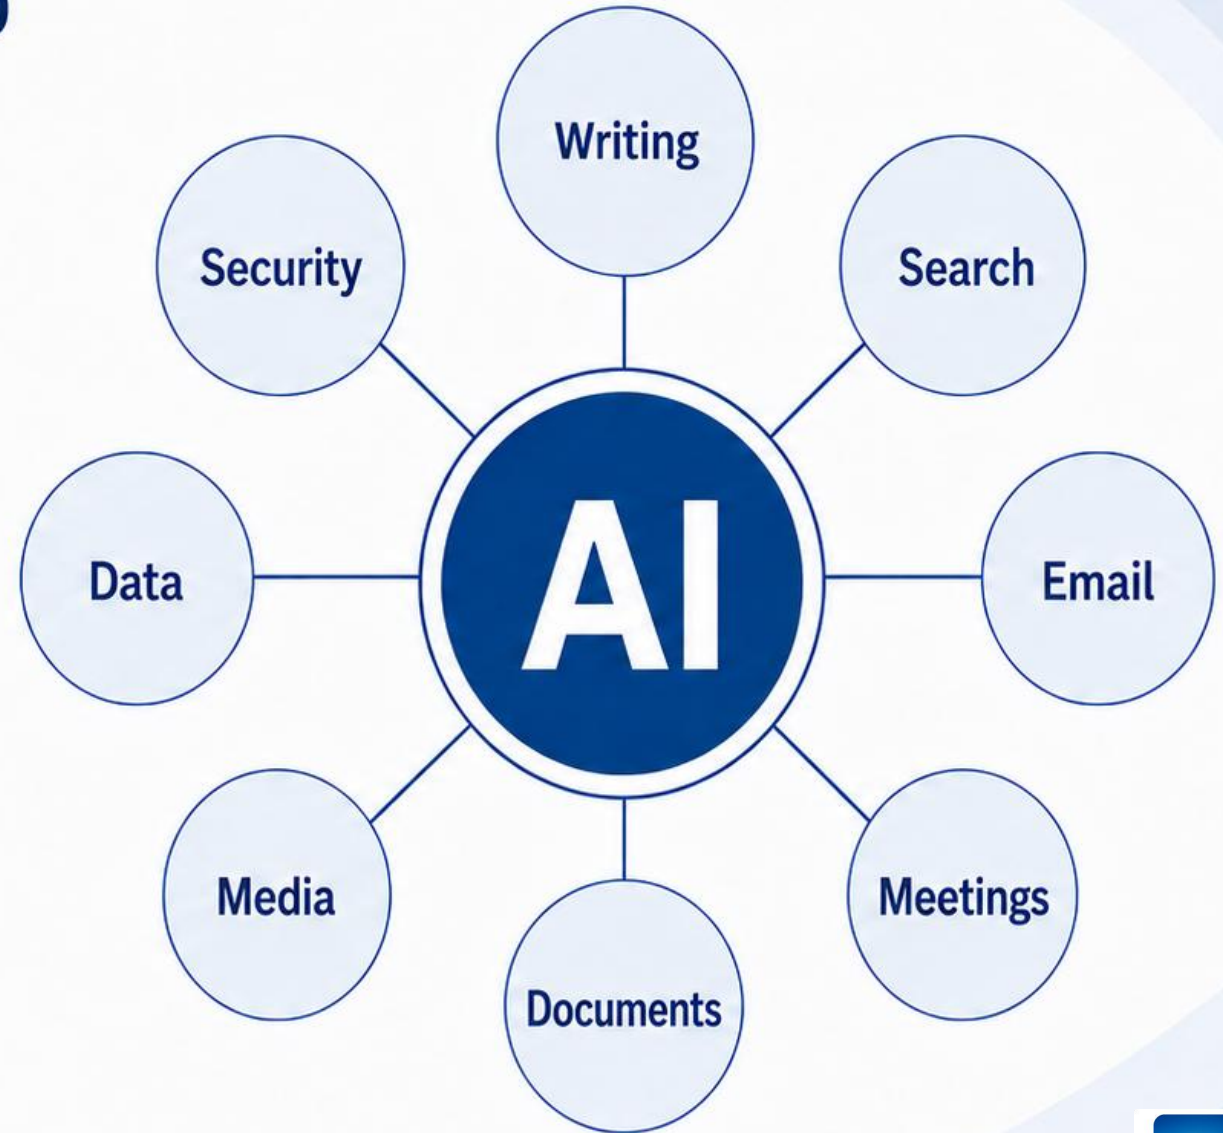 Writing
Security
Search
AI
Data
Email
Media
Meetings
Documents